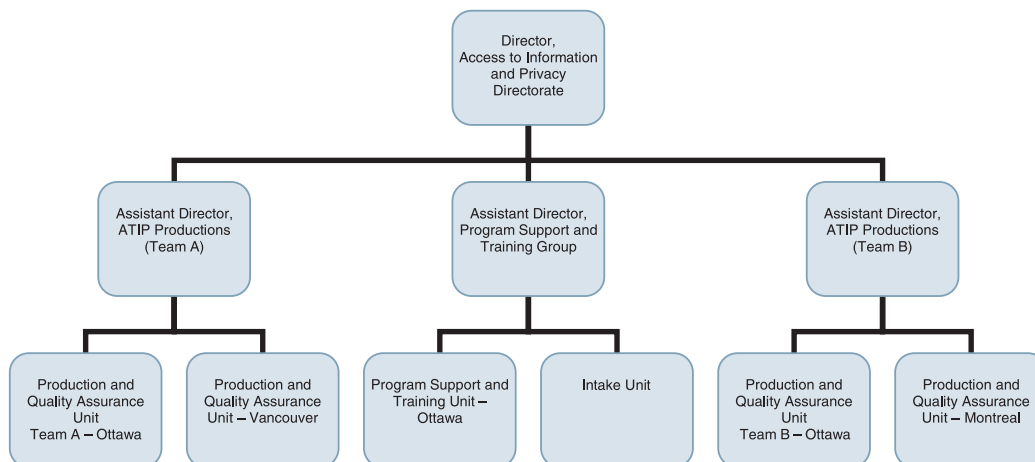 Director,
Access to Information
and Privacy
Directorate
Assistant Director,
ATIP Productions
(Team A)
Assistant Director,
Program Support and
Training Group
Assistant Director,
ATIP Productions
(Team B)
Production and
Quality Assurance
Unit
Team A – Ottawa
Production and
Quality Assurance
Unit – Vancouver
Program Support and
Training Unit –
Ottawa
Intake Unit
Production and
Quality Assurance
Unit
Team B – Ottawa
Production and
Quality Assurance
Unit – Montreal